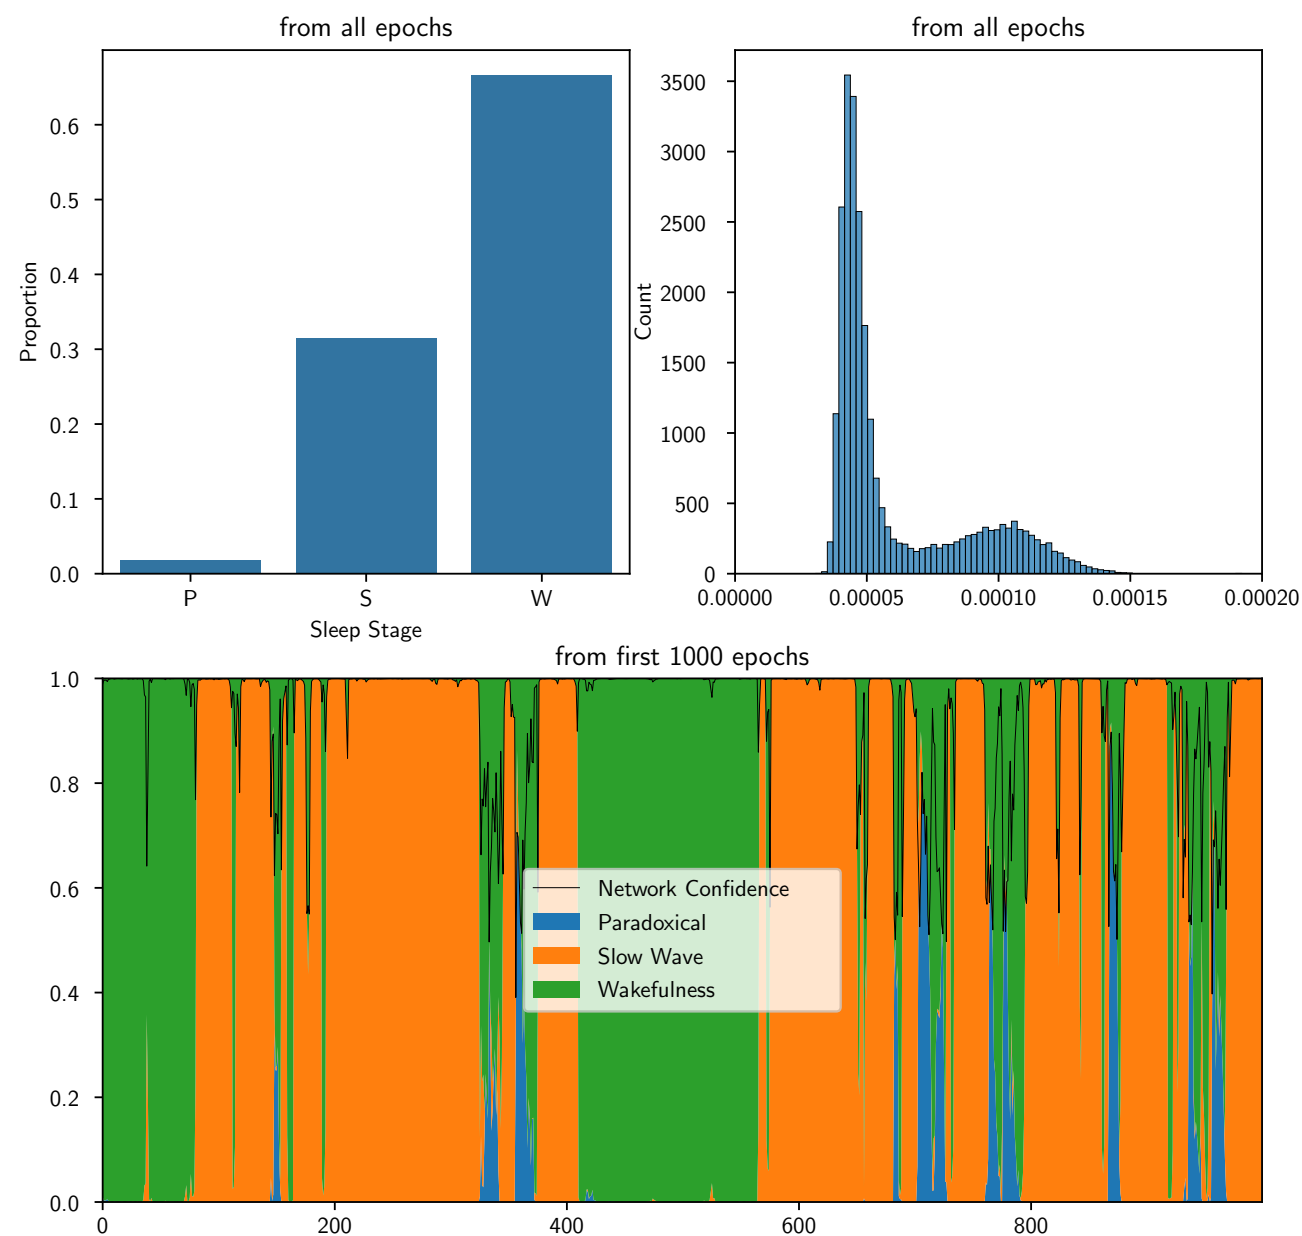 from all epochs
Proportion
0.6
0.5
0.4
0.3
0.2
0.1
0.0
P S W
Sleep Stage
from all epochs
Count
3500
3000
2500
2000
1500
1000
500
0
0.00000 0.00005 0.00010 0.00015 0.00020
from first 1000 epochs
1.0
0.8
0.6
0.4
0.2
0.0
Network Confidence
Paradoxical
Slow Wave
Wakefulness
0 200 400 600 800